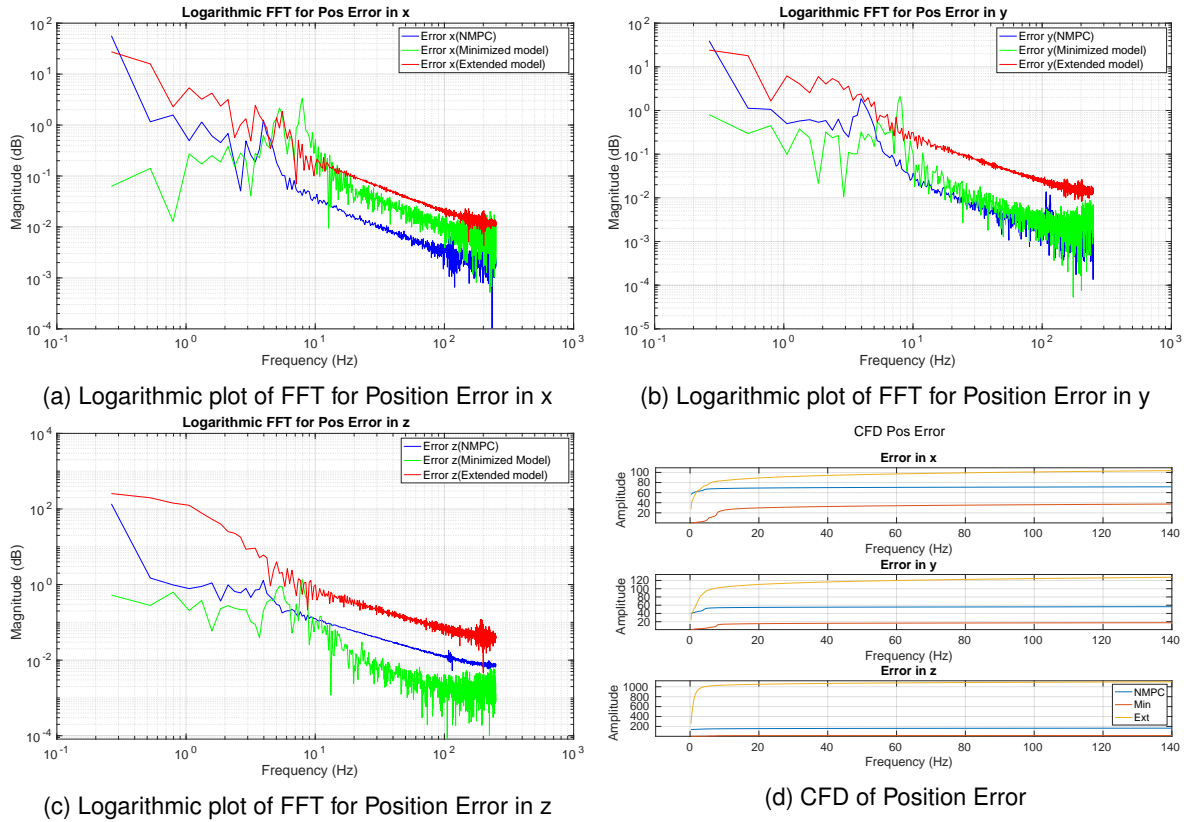 Logarithmic FFT for Pos Error in x
10^2
10^1
10^0
10^-1
10^-2
10^-3
10^-4
Magnitude (dB)
Error x(NMPC)
Error x(Minimized model)
Error x(Extended model)
10^-1
10^0
10^1
10^2
10^3
Frequency (Hz)
(a) Logarithmic plot of FFT for Position Error in x
Logarithmic FFT for Pos Error in y
10^2
10^1
10^0
10^-1
10^-2
10^-3
10^-4
10^-5
Magnitude (dB)
Error y(NMPC)
Error y(Minimized model)
Error y(Extended model)
10^-1
10^0
10^1
10^2
10^3
Frequency (Hz)
(b) Logarithmic plot of FFT for Position Error in y
Logarithmic FFT for Pos Error in z
10^4
10^2
10^0
10^-2
10^-4
Magnitude (dB)
Error z(NMPC)
Error z(Minimized Model)
Error z(Extended model)
10^-1
10^0
10^1
10^2
10^3
Frequency (Hz)
(c) Logarithmic plot of FFT for Position Error in z
CFD Pos Error
Error in x
100
80
60
40
20
Amplitude
0 20 40 60 80 100 120 140
Frequency (Hz)
Error in y
120
100
80
60
40
20
Amplitude
0 20 40 60 80 100 120 140
Frequency (Hz)
Error in z
1000
800
600
400
200
Amplitude
NMPC
Min
Ext
0 20 40 60 80 100 120 140
Frequency (Hz)
(d) CFD of Position Error